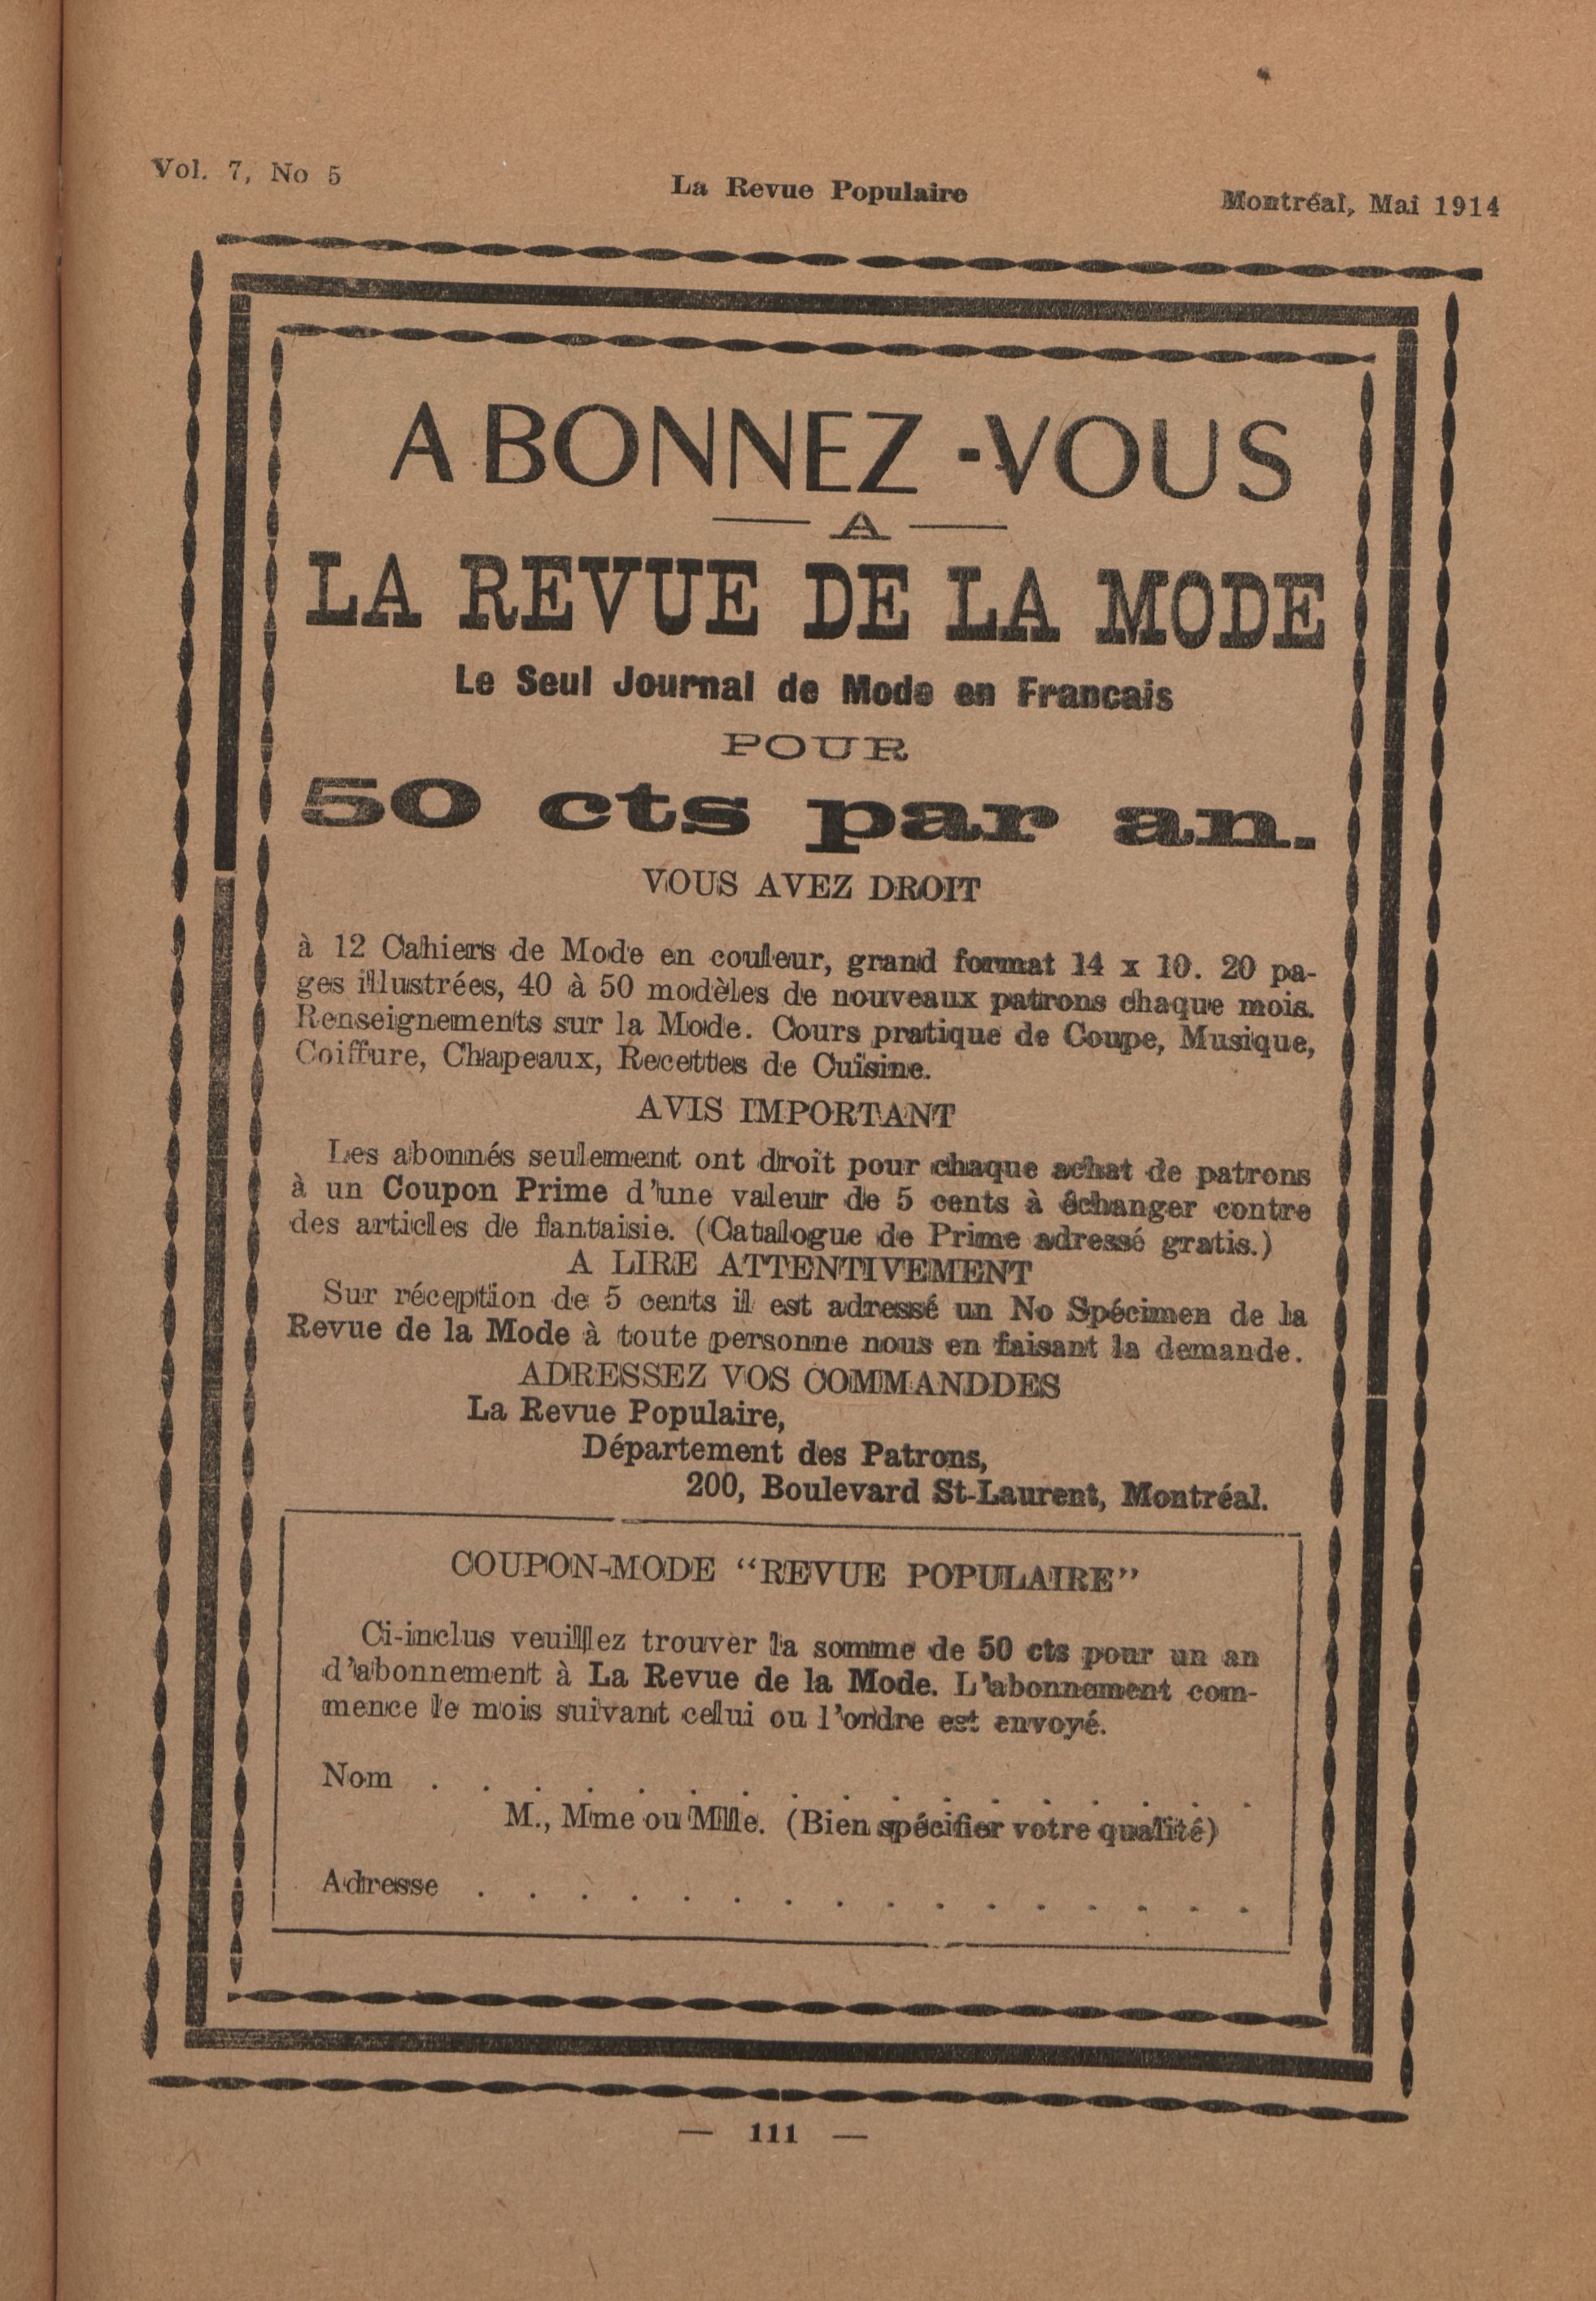 Vol. 7, No 5
La Revue Populaire
Montréal, Mai 1914
ABONNEZ-VOUS
A
LA REVUE DE LA MODE
Le Seul Journal de Mode en Francais
POUR
50 cts par an.
VOUS AVEZ DROIT
à 12 Cahiers de Mode en couleur, grand format 14 x 10. 20 pa-
ges illustrées, 40 à 50 modèles de nouveaux patrons chaque mois.
Renseignements sur la Mode. Cours pratique de Coupe, Musique,
Coiffure, Chapeaux, Recettes de Cuisine.
AVIS IMPORTANT
Les abonnés seulement ont droit pour chaque achat de patrons
à un Coupon Prime d'une valeur de 5 cents à échanger contre
des articles de fantaisie. (Catalogue de Prime adressé gratis.)
A LIRE ATTENTIVEMENT
Sur réception de 5 cents il est adressé un No Spécimen de la
Revue de la Mode à toute personne nous en faisant la demande.
ADRESSEZ VOS COMMANDDES
La Revue Populaire,
Département des Patrons,
200, Boulevard St-Laurent, Montréal.
COUPON-MODE "REVUE POPULAIRE"
Ci-inclus veuillez trouver la somme de 50 cts pour un an
d'abonnement à La Revue de la Mode. L'abonnement com-
mence le mois suivant celui ou l'ordre est envoyé.
Nom . . . . . . . . . . . . . . . . .
M., Mme ou Mlle. (Bien spécifier votre qualité)
Adresse . . . . . . . . . . . . . . . .
— 111 —